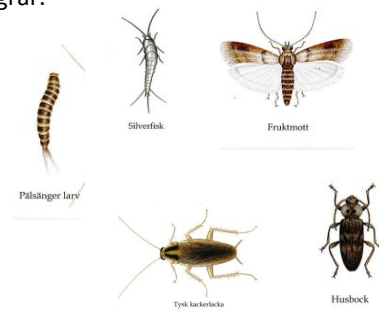 Silverfisk
Fruktmott
Pälsänger larv
Tysk kackerlacka
Husbock